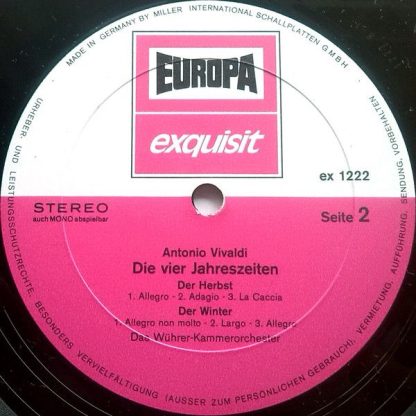 MADE IN GERMANY BY MILLER INTERNATIONAL SCHALLPLATTEN G M B H
EUROPA
exquisit
ex 1222
STEREO
auch MONO abspielbar
Seite 2
Antonio Vivaldi
Die vier Jahreszeiten
Der Herbst
1. Allegro - 2. Adagio - 3. La Caccia
Der Winter
1. Allegro non molto - 2. Largo - 3. Allegro
Das Wührer-Kammerorchester
URHEBER- UND LEISTUNGSSCHUTZRECHTE, BESONDERS VERVIELFÄLTIGUNG (AUSSER ZUM PERSÖNLICHEN GEBRAUCH), VERMIETUNG, AUFFÜHRUNG, SENDUNG, VORBEHALTEN